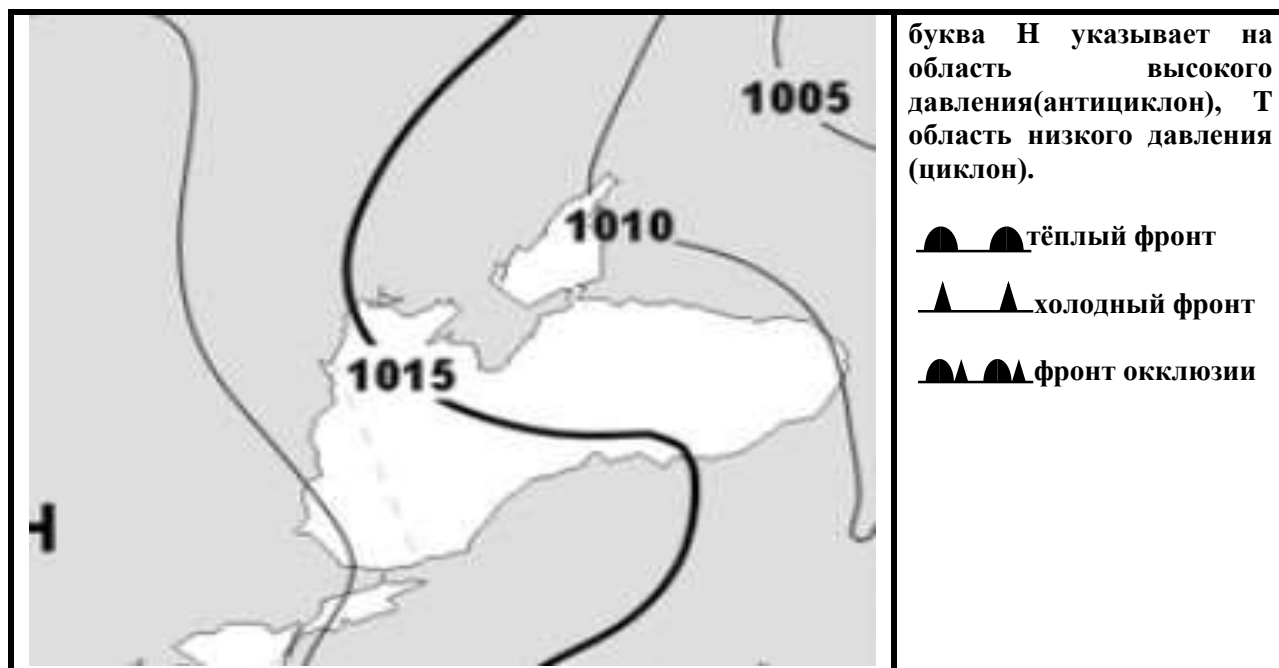 1005
1010
1015
Н
буква Н указывает на
область высокого
давления(антициклон), Т
область низкого давления
(циклон).
тёплый фронт
холодный фронт
фронт окклюзии